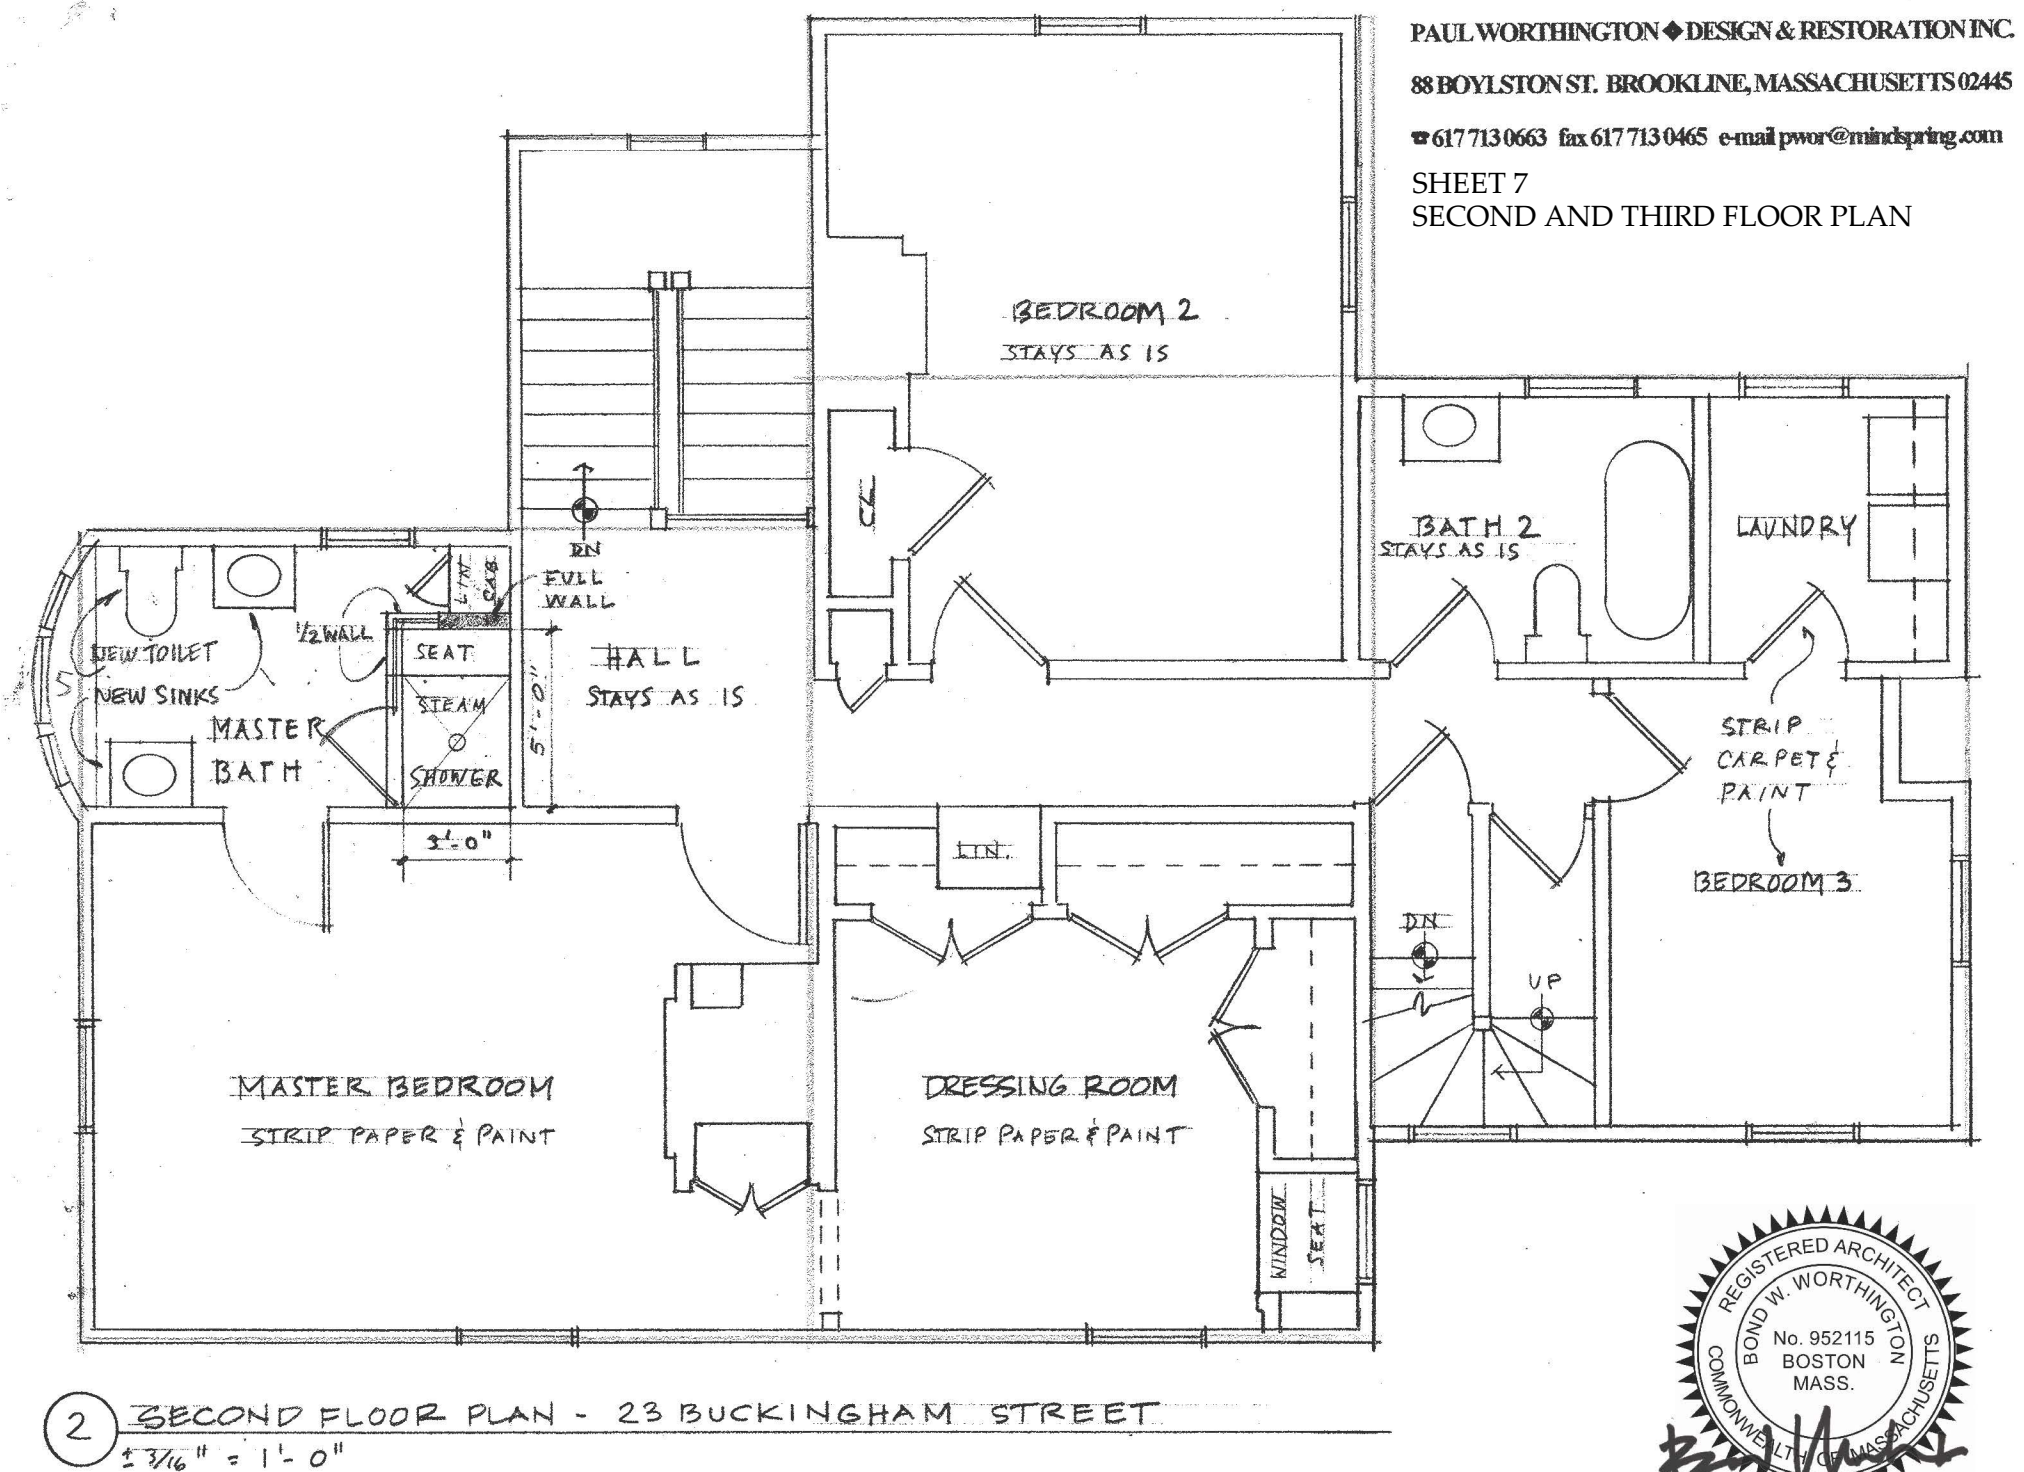 PAUL WORTHINGTON ◆ DESIGN & RESTORATION INC.
88 BOYLSTON ST. BROOKLINE, MASSACHUSETTS 02445
☎ 617 713 0663 fax 617 713 0465 e-mail pwor@mindspring.com
SHEET 7
SECOND AND THIRD FLOOR PLAN
BEDROOM 2
STAYS AS IS
CL
BATH 2
STAYS AS IS
LAUNDRY
DN
LIN
CAB.
FULL
WALL
1/2 WALL
NEW TOILET
NEW SINKS
MASTER
BATH
SEAT
STEAM
SHOWER
5'-0"
3'-0"
HALL
STAYS AS IS
STRIP
CARPET &
PAINT
BEDROOM 3
LIN.
DN
UP
MASTER BEDROOM
STRIP PAPER & PAINT
DRESSING ROOM
STRIP PAPER & PAINT
WINDOW
SEAT
REGISTERED ARCHITECT
BOND W. WORTHINGTON
No. 952115
BOSTON
MASS.
COMMONWEALTH OF MASSACHUSETTS
2
SECOND FLOOR PLAN - 23 BUCKINGHAM STREET
± 3/16" = 1'-0"